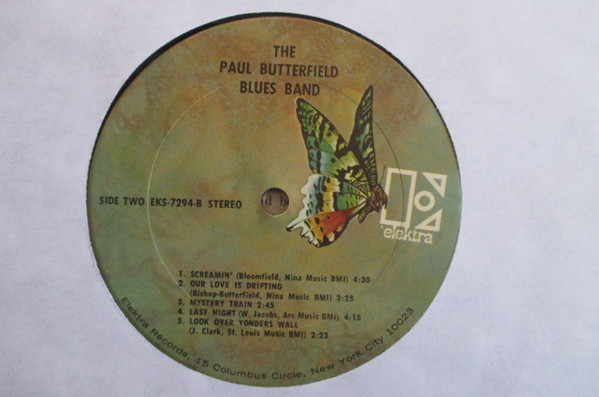 THE
PAUL BUTTERFIELD
BLUES BAND
SIDE TWO EKS-7294-B STEREO
elektra
1. SCREAMIN' (Bloomfield, Nina Music BMI) 4:30
2. OUR LOVE IS DRIFTING
(Bishop-Butterfield, Nina Music BMI) 3:25
3. MYSTERY TRAIN 2:45
4. LAST NIGHT (W. Jacobs, Arc Music BMI) 4:15
5. LOOK OVER YONDERS WALL
(J. Clark, St. Louis Music BMI) 2:23
Elektra Records, 15 Columbus Circle, New York City 10023